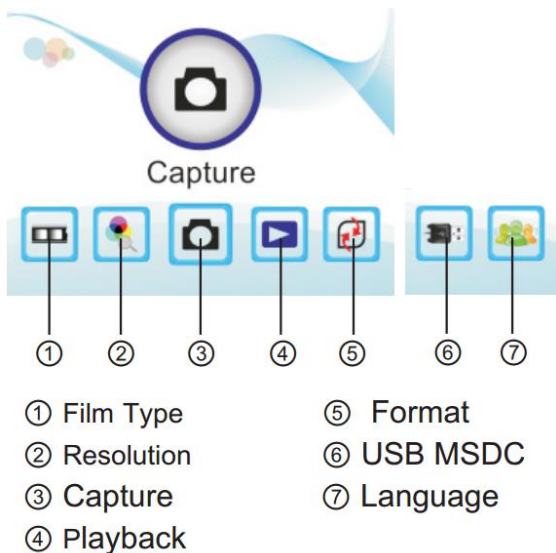 Capture
① ② ③ ④ ⑤ ⑥ ⑦
① Film Type
② Resolution
③ Capture
④ Playback
⑤ Format
⑥ USB MSDC
⑦ Language